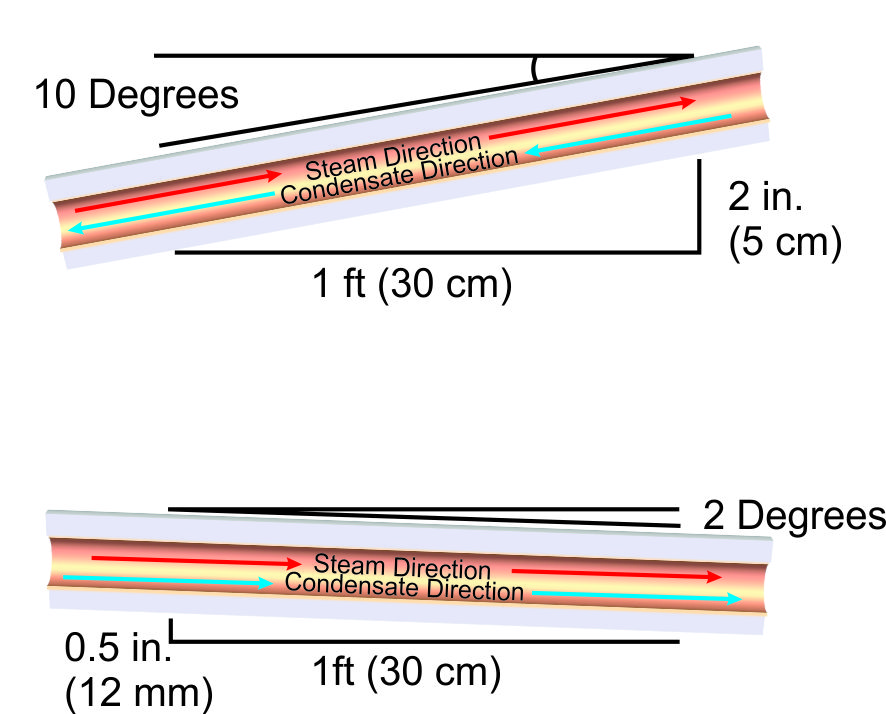 10 Degrees
Steam Direction
Condensate Direction
2 in.
(5 cm)
1 ft (30 cm)
2 Degrees
Steam Direction
Condensate Direction
0.5 in.
(12 mm)
1ft (30 cm)